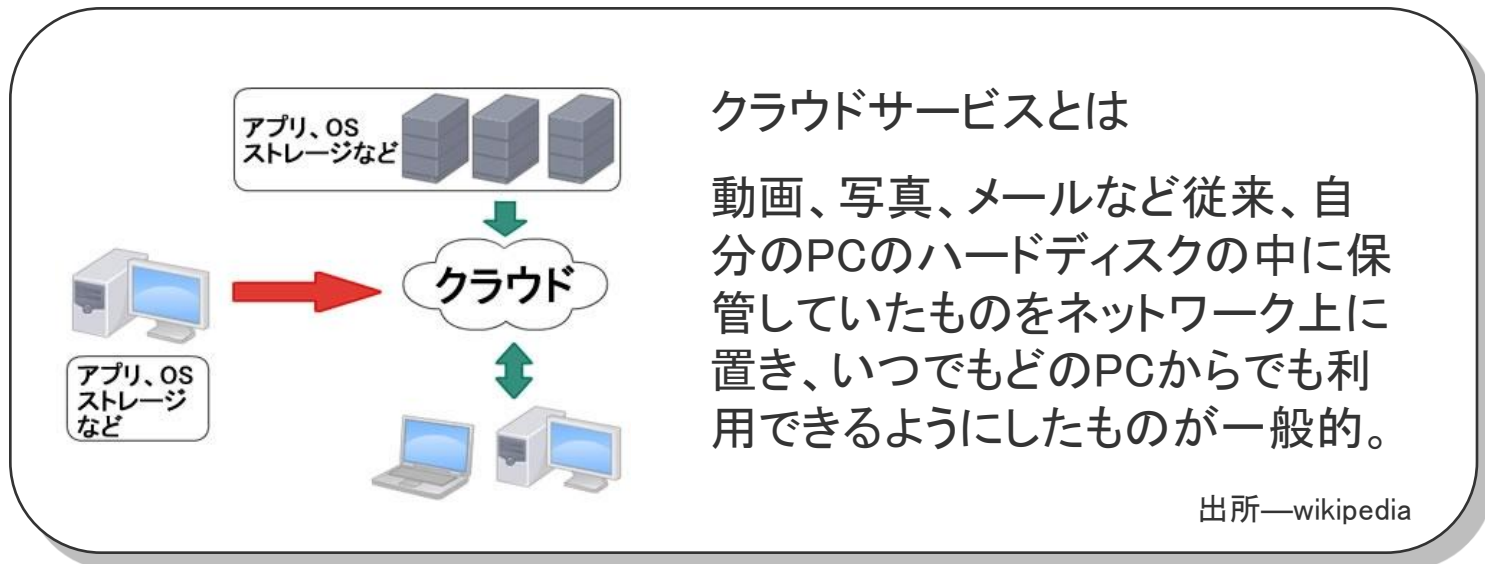 アプリ、OS
ストレージなど
クラウド
アプリ、OS
ストレージ
など
クラウドサービスとは
動画、写真、メールなど従来、自
分のPCのハードディスクの中に保
管していたものをネットワーク上に
置き、いつでもどのPCからでも利
用できるようにしたものが一般的。
出所―wikipedia